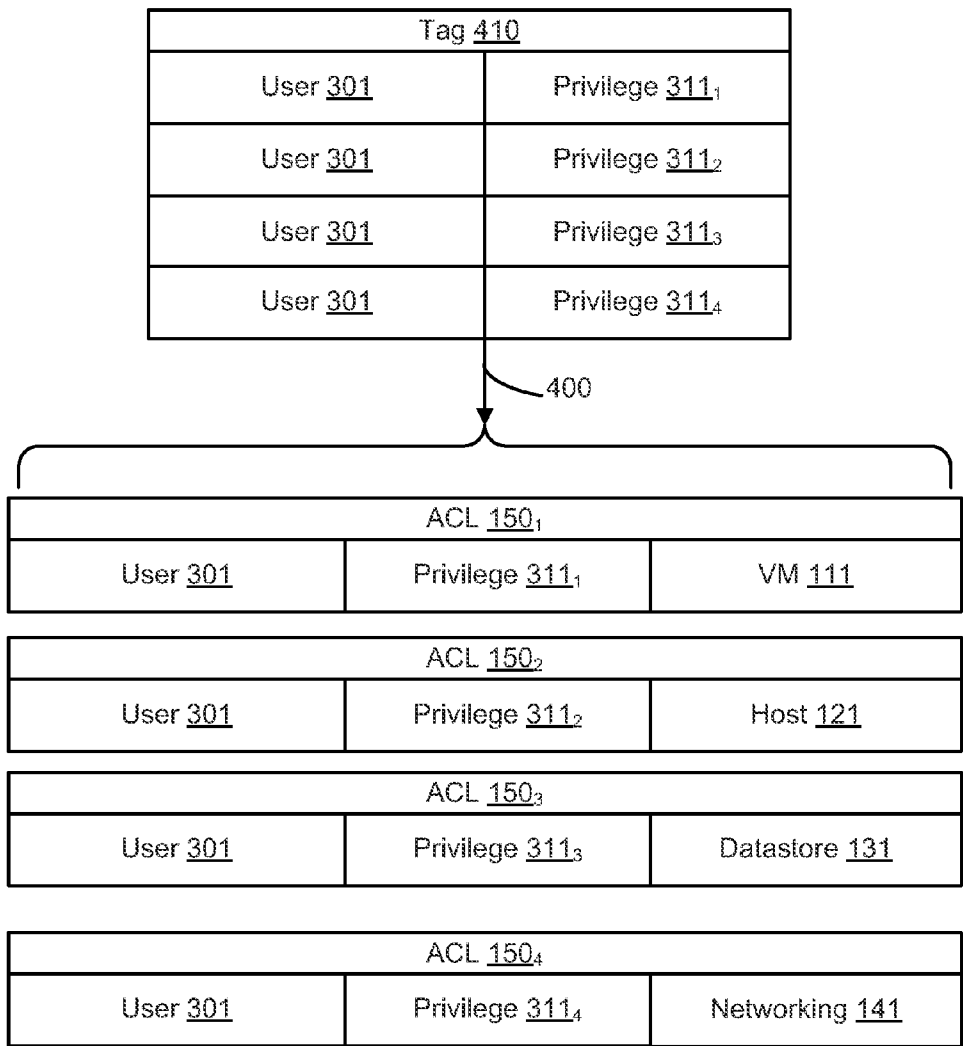 Tag 410
User 301 Privilege 311₁
User 301 Privilege 311₂
User 301 Privilege 311₃
User 301 Privilege 311₄
400
ACL 150₁
User 301 Privilege 311₁ VM 111
ACL 150₂
User 301 Privilege 311₂ Host 121
ACL 150₃
User 301 Privilege 311₃ Datastore 131
ACL 150₄
User 301 Privilege 311₄ Networking 141